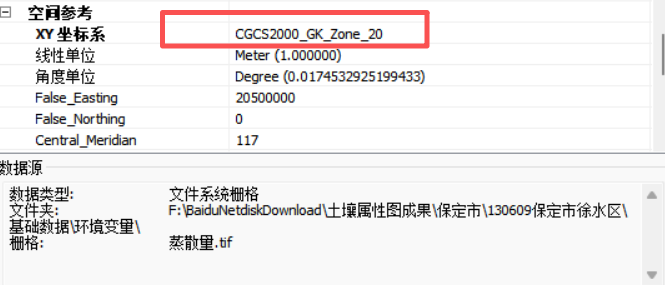 空间参考
XY 坐标系 CGCS2000_GK_Zone_20
线性单位 Meter (1.000000)
角度单位 Degree (0.0174532925199433)
False_Easting 20500000
False_Northing 0
Central_Meridian 117
数据源
数据类型: 文件系统栅格
文件夹: F:\BaiduNetdiskDownload\土壤属性图成果\保定市\130609保定市徐水区\
基础数据\环境变量\
栅格: 蒸散量.tif